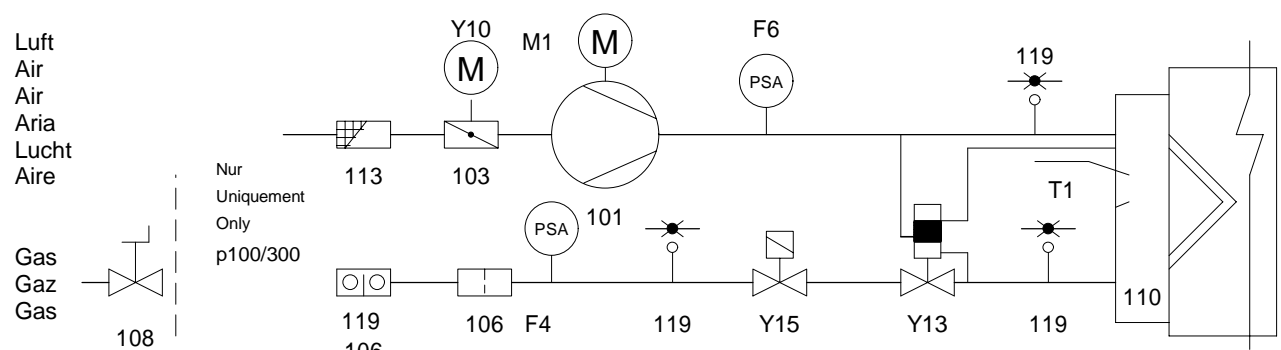 Luft
Air
Air
Aria
Lucht
Aire
Y10
M
M1
M
F6
PSA
119
113
103
101
T1
Nur
Uniquement
Only
p100/300
PSA
Gas
Gaz
Gas
108
119
106
106
F4
119
Y15
Y13
119
110